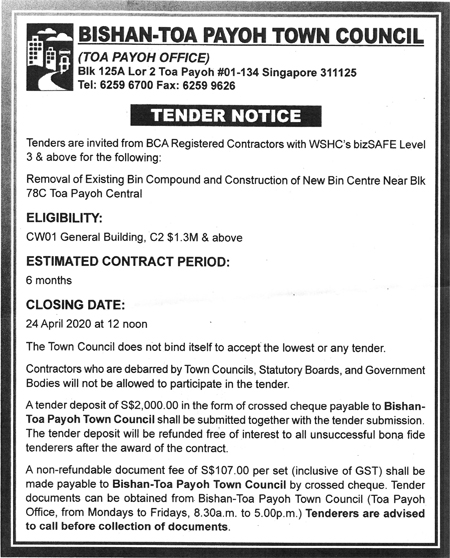 BISHAN-TOA PAYOH TOWN COUNCIL
(TOA PAYOH OFFICE)
Blk 125A Lor 2 Toa Payoh #01-134 Singapore 311125
Tel: 6259 6700 Fax: 6259 9626
TENDER NOTICE
Tenders are invited from BCA Registered Contractors with WSHC's bizSAFE Level
3 & above for the following:
Removal of Existing Bin Compound and Construction of New Bin Centre Near Blk
78C Toa Payoh Central
ELIGIBILITY:
CW01 General Building, C2 $1.3M & above
ESTIMATED CONTRACT PERIOD:
6 months
CLOSING DATE:
24 April 2020 at 12 noon
The Town Council does not bind itself to accept the lowest or any tender.
Contractors who are debarred by Town Councils, Statutory Boards, and Government
Bodies will not be allowed to participate in the tender.
A tender deposit of S$2,000.00 in the form of crossed cheque payable to Bishan-
Toa Payoh Town Council shall be submitted together with the tender submission.
The tender deposit will be refunded free of interest to all unsuccessful bona fide
tenderers after the award of the contract.
A non-refundable document fee of S$107.00 per set (inclusive of GST) shall be
made payable to Bishan-Toa Payoh Town Council by crossed cheque. Tender
documents can be obtained from Bishan-Toa Payoh Town Council (Toa Payoh
Office, from Mondays to Fridays, 8.30a.m. to 5.00p.m.) Tenderers are advised
to call before collection of documents.